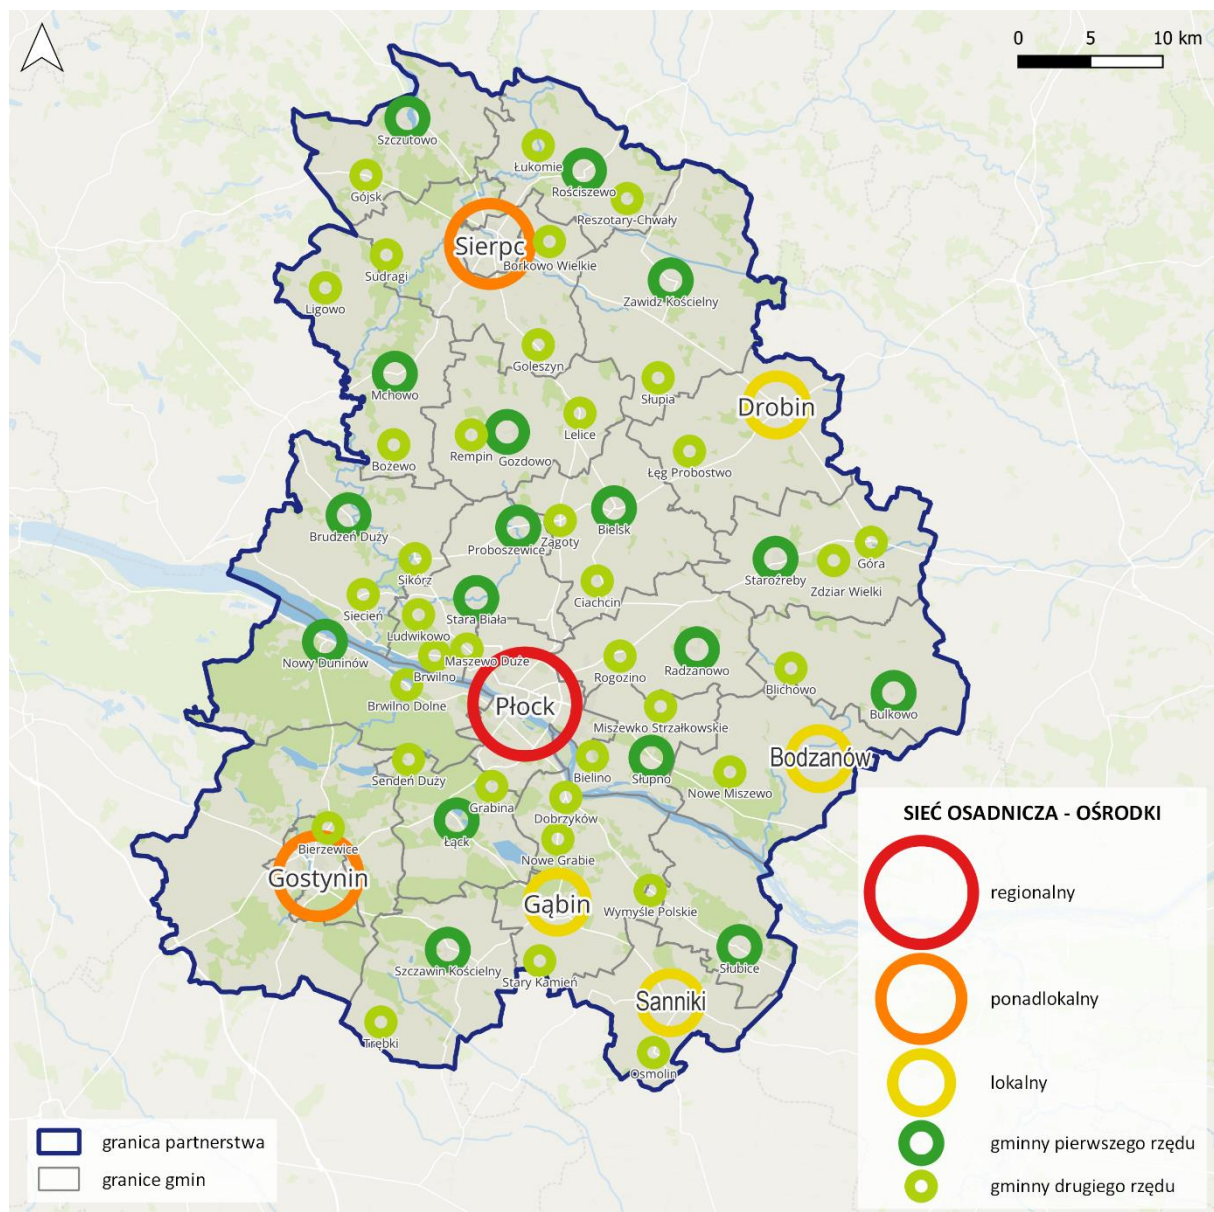 0 5 10 km
Szczutowo
Łukomie
Gójsk
Rościszewo
Reszotary-Chwały
Sierpc
Borkowo Wielkie
Sudragi
Ligowo
Zawidz Kościelny
Goleszyn
Mchowo
Słupia
Drobin
Lelice
Rempin
Gozdowo
Bożewo
Łęg Probostwo
Brudzeń Duży
Proboszewice
Zągoty
Bielsk
Sikórz
Góra
Staroźreby
Zdziar Wielki
Siecień
Ciachcin
Stara Biała
Ludwikowo
Nowy Duninów
Maszewo Duże
Brwilno
Rogozino
Radzanowo
Blichowo
Brwilno Dolne
Płock
Miszewko Strzałkowskie
Bulkowo
Bodzanów
Sendeń Duży
Bielino
Słupno
Nowe Miszewo
Grabina
Dobrzyków
Łąck
Bierzewice
Nowe Grabie
Gostynin
Gąbin
Wymyśle Polskie
Szczawin Kościelny
Słubice
Stary Kamień
Sanniki
Trębki
Osmolin
SIEĆ OSADNICZA - OŚRODKI
regionalny
ponadlokalny
lokalny
gminny pierwszego rzędu
gminny drugiego rzędu
granica partnerstwa
granice gmin